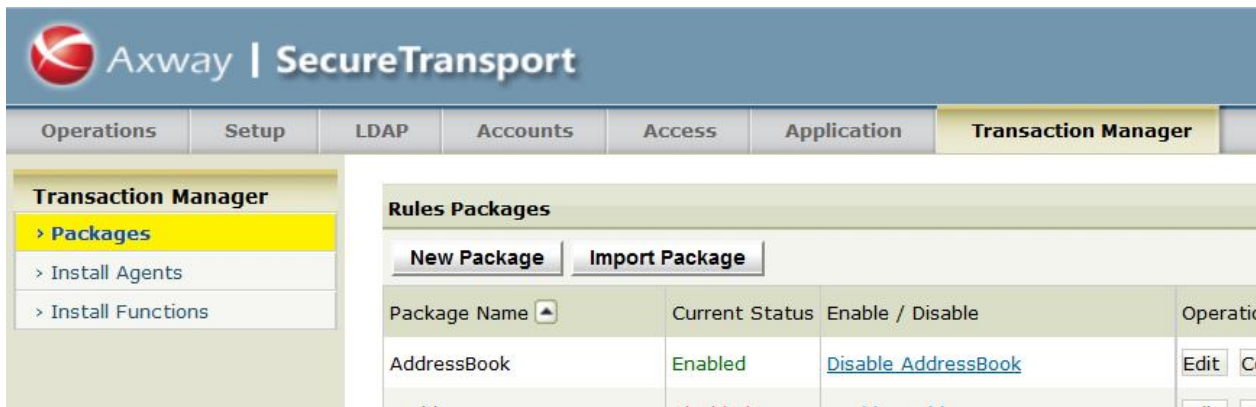 Axway | SecureTransport
Operations Setup LDAP Accounts Access Application Transaction Manager
Transaction Manager
› Packages
› Install Agents
› Install Functions
Rules Packages
New Package Import Package
Package Name Current Status Enable / Disable
AddressBook Enabled Disable AddressBook Edit